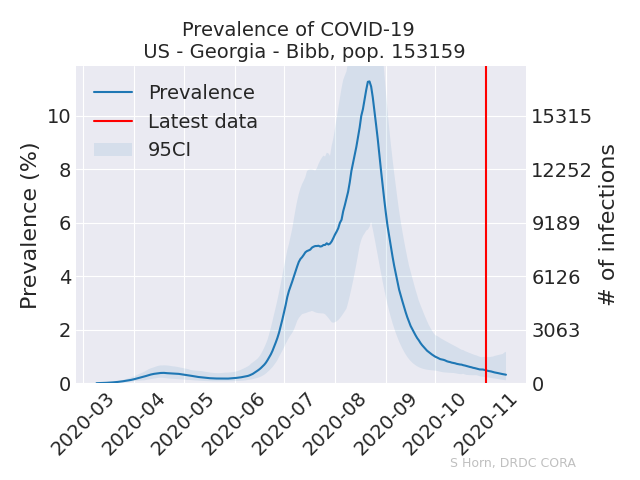 Prevalence of COVID-19
US - Georgia - Bibb, pop. 153159
Prevalence
Latest data
95CI
Prevalence (%)
10
8
6
4
2
0
15315
12252
9189
6126
3063
0
# of infections
2020-03
2020-04
2020-05
2020-06
2020-07
2020-08
2020-09
2020-10
2020-11
S Horn, DRDC CORA